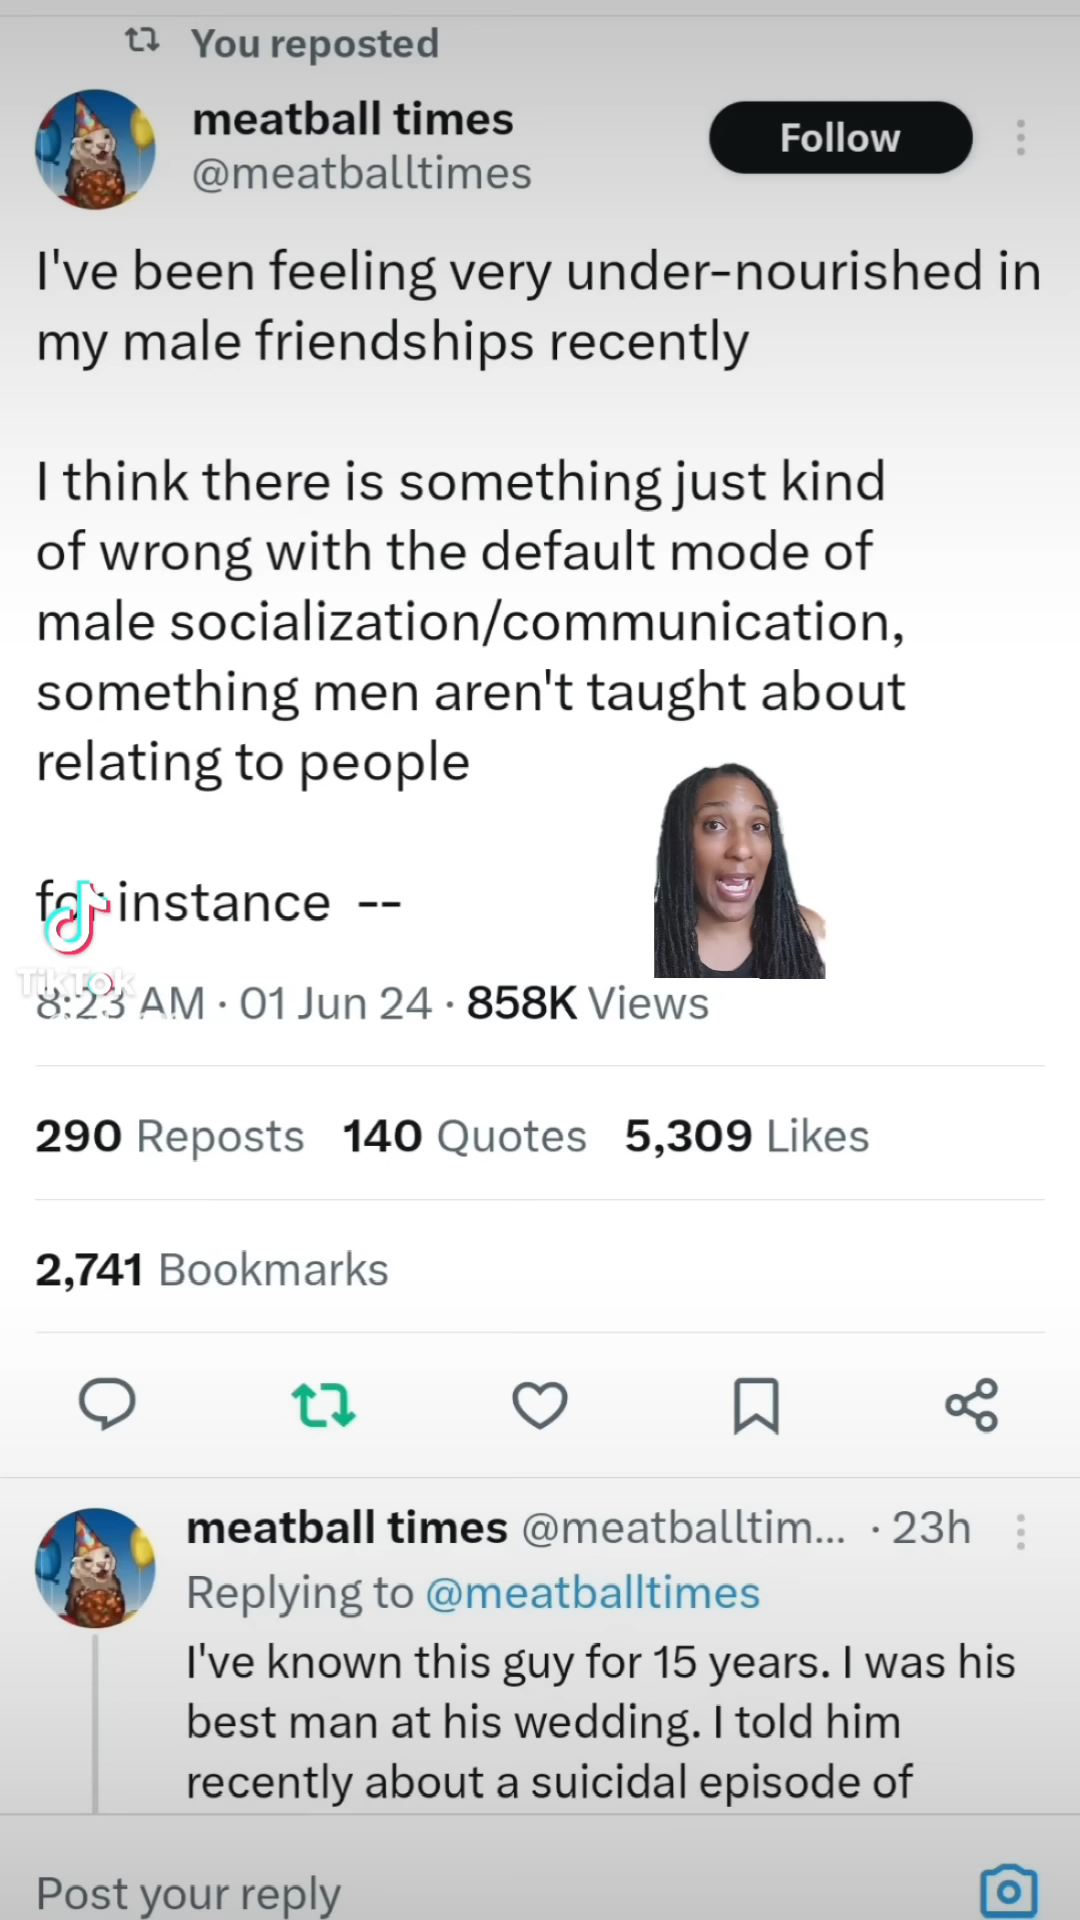 You reposted
meatball times
@meatballtimes
Follow
I've been feeling very under-nourished in
my male friendships recently
I think there is something just kind
of wrong with the default mode of
male socialization/communication,
something men aren't taught about
relating to people
for instance --
TikTok
8:23 AM · 01 Jun 24 · 858K Views
290 Reposts 140 Quotes 5,309 Likes
2,741 Bookmarks
meatball times @meatballtim... · 23h
Replying to @meatballtimes
I've known this guy for 15 years. I was his
best man at his wedding. I told him
recently about a suicidal episode of
Post your reply